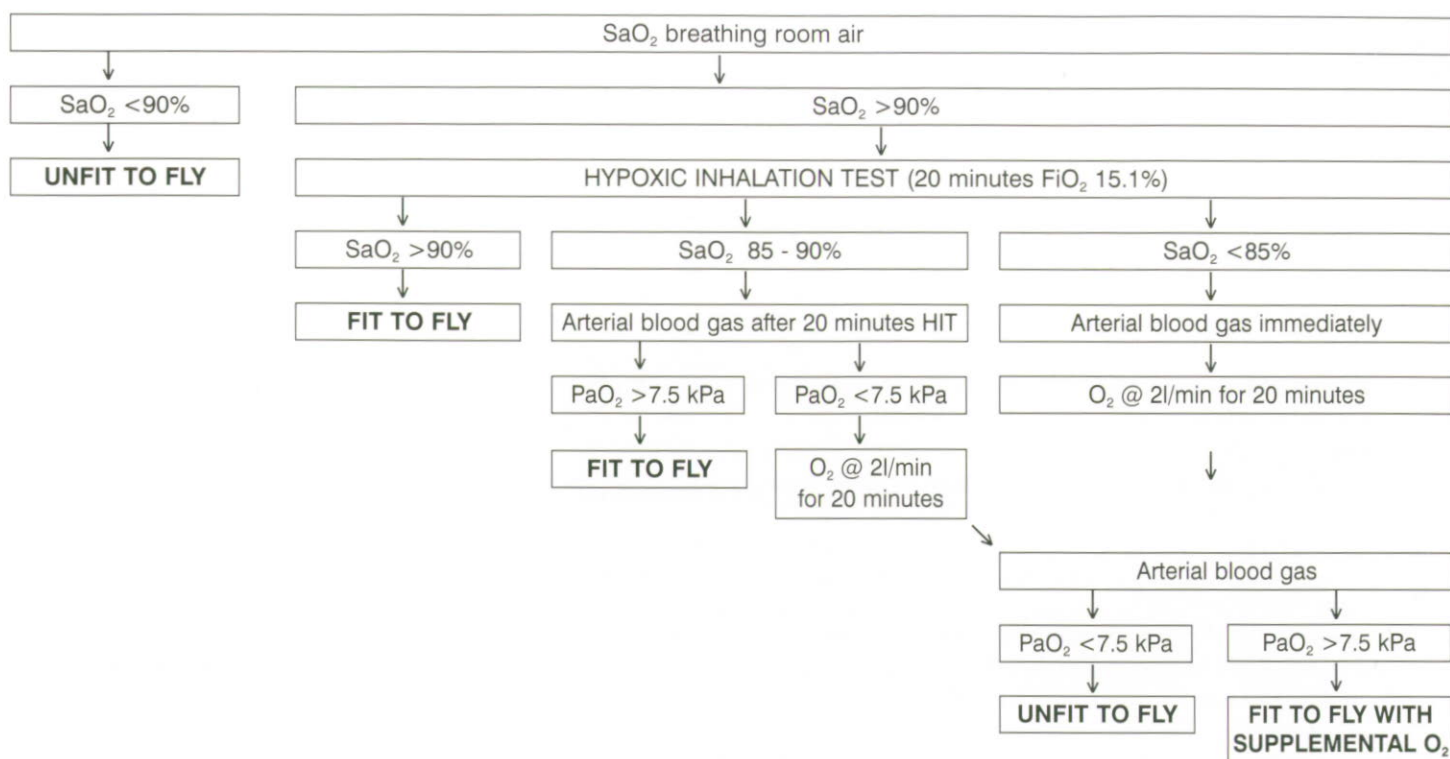 SaO₂ breathing room air
SaO₂ <90%
SaO₂ >90%
UNFIT TO FLY
HYPOXIC INHALATION TEST (20 minutes FiO₂ 15.1%)
SaO₂ >90%
SaO₂ 85 - 90%
SaO₂ <85%
FIT TO FLY
Arterial blood gas after 20 minutes HIT
Arterial blood gas immediately
PaO₂ >7.5 kPa
PaO₂ <7.5 kPa
O₂ @ 2l/min for 20 minutes
FIT TO FLY
O₂ @ 2l/min
for 20 minutes
Arterial blood gas
PaO₂ <7.5 kPa
PaO₂ >7.5 kPa
UNFIT TO FLY
FIT TO FLY WITH
SUPPLEMENTAL O₂